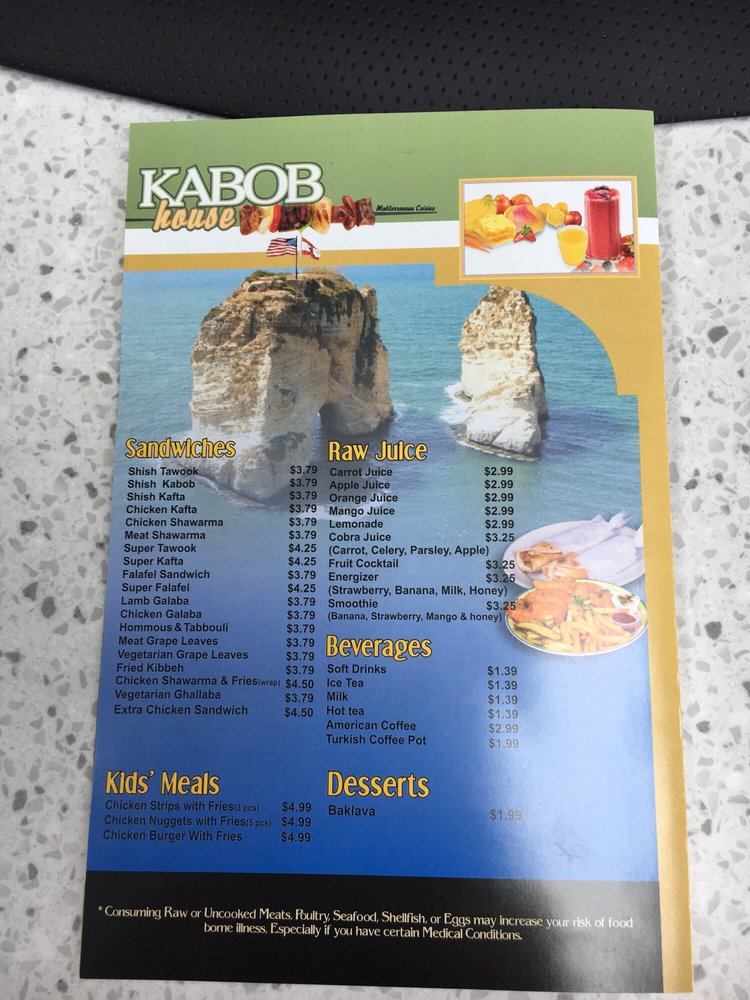 KABOB
house
Mediterranean Cuisine
Sandwiches
Shish Tawook $3.79
Shish Kabob $3.79
Shish Kafta $3.79
Chicken Kafta $3.79
Chicken Shawarma $3.79
Meat Shawarma $3.79
Super Tawook $4.25
Super Kafta $4.25
Falafel Sandwich $3.79
Super Falafel $4.25
Lamb Galaba $3.79
Chicken Galaba $3.79
Hommous & Tabbouli $3.79
Meat Grape Leaves $3.79
Vegetarian Grape Leaves $3.79
Fried Kibbeh $3.79
Chicken Shawarma & Fries(wrap) $4.50
Vegetarian Ghallaba $3.79
Extra Chicken Sandwich $4.50
Kids' Meals
Chicken Strips with Fries(3 pcs) $4.99
Chicken Nuggets with Fries(5 pcs) $4.99
Chicken Burger With Fries $4.99
Raw Juice
Carrot Juice $2.99
Apple Juice $2.99
Orange Juice $2.99
Mango Juice $2.99
Lemonade $2.99
Cobra Juice $3.25
(Carrot, Celery, Parsley, Apple)
Fruit Cocktail $3.25
Energizer $3.25
(Strawberry, Banana, Milk, Honey)
Smoothie $3.25
(Banana, Strawberry, Mango & honey)
Beverages
Soft Drinks $1.39
Ice Tea $1.39
Milk $1.39
Hot tea $1.39
American Coffee $2.99
Turkish Coffee Pot $1.99
Desserts
Baklava $1.99
* Consuming Raw or Uncooked Meats, Poultry, Seafood, Shellfish, or Eggs may increase your risk of food
borne illness, Especially if you have certain Medical Conditions.